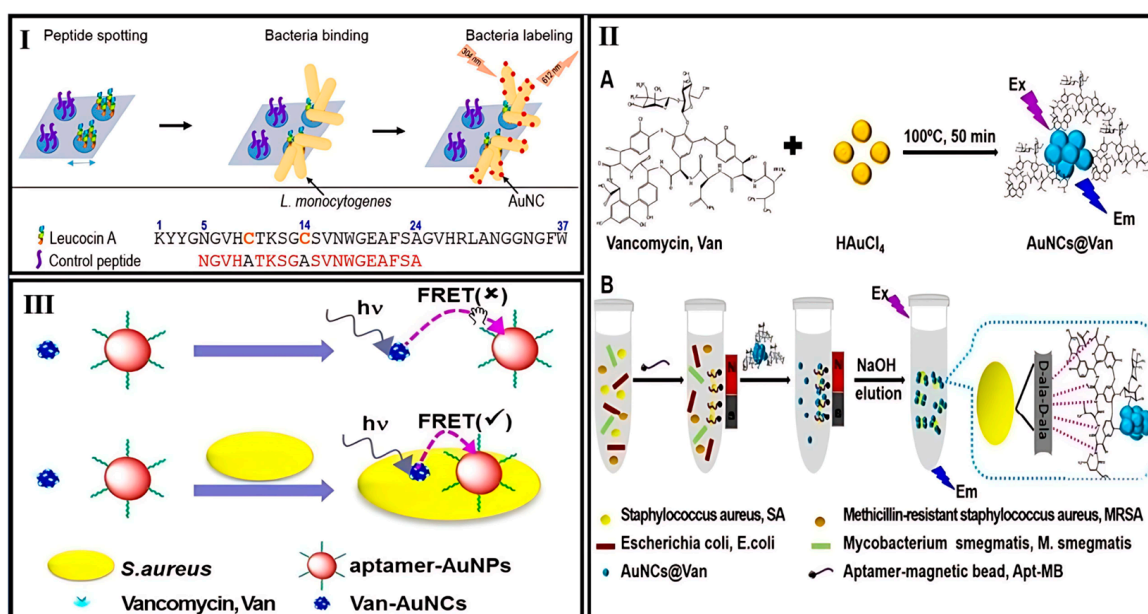 I
Peptide spotting
Bacteria binding
Bacteria labeling
304 nm
612 nm
L. monocytogenes
AuNC
1 5 14 24 37
Leucocin A KYYGNGVHCTKSGCSVNWGEAFSAGVHRLANGGNGFW
Control peptide NGVHATKSGASVNWGEAFSA
II
A
Ex
100ºC, 50 min
Em
Vancomycin, Van
HAuCl4
AuNCs@Van
B
Ex
NaOH
elution
D-ala-D-ala
Em
Staphylococcus aureus, SA
Methicillin-resistant staphylococcus aureus, MRSA
Escherichia coli, E.coli
Mycobacterium smegmatis, M. smegmatis
AuNCs@Van
Aptamer-magnetic bead, Apt-MB
III
hν
FRET(✘)
hν
FRET(✓)
S.aureus
aptamer-AuNPs
Vancomycin, Van
Van-AuNCs